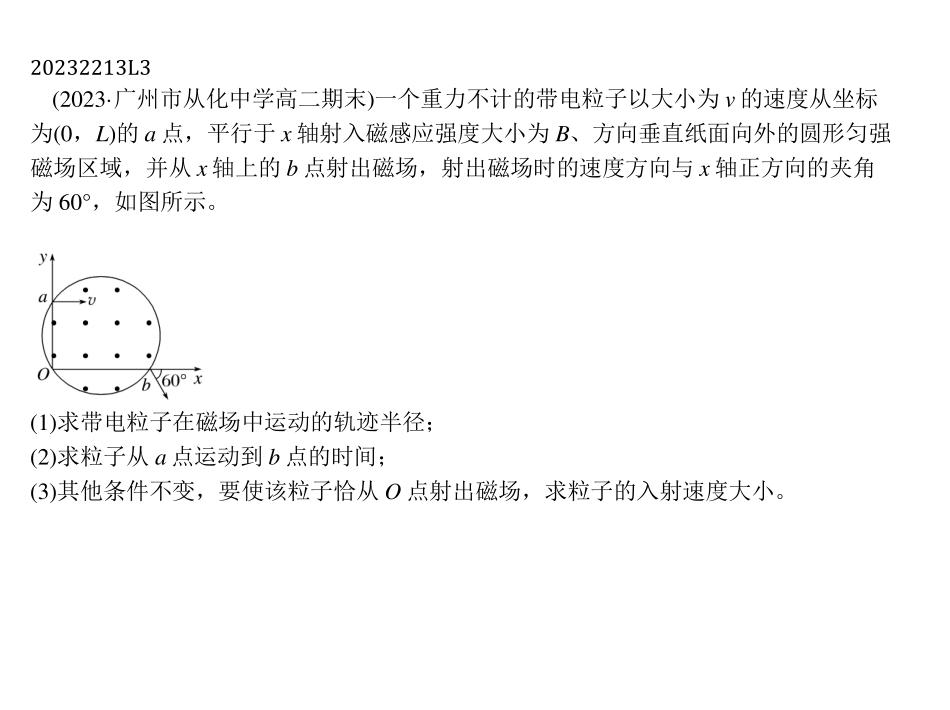 20232213L3
(2023·广州市从化中学高二期末)一个重力不计的带电粒子以大小为 v 的速度从坐标
为(0，L)的 a 点，平行于 x 轴射入磁感应强度大小为 B、方向垂直纸面向外的圆形匀强
磁场区域，并从 x 轴上的 b 点射出磁场，射出磁场时的速度方向与 x 轴正方向的夹角
为 60°，如图所示。
y
a
v
O
b
60°
x
(1)求带电粒子在磁场中运动的轨迹半径；
(2)求粒子从 a 点运动到 b 点的时间；
(3)其他条件不变，要使该粒子恰从 O 点射出磁场，求粒子的入射速度大小。